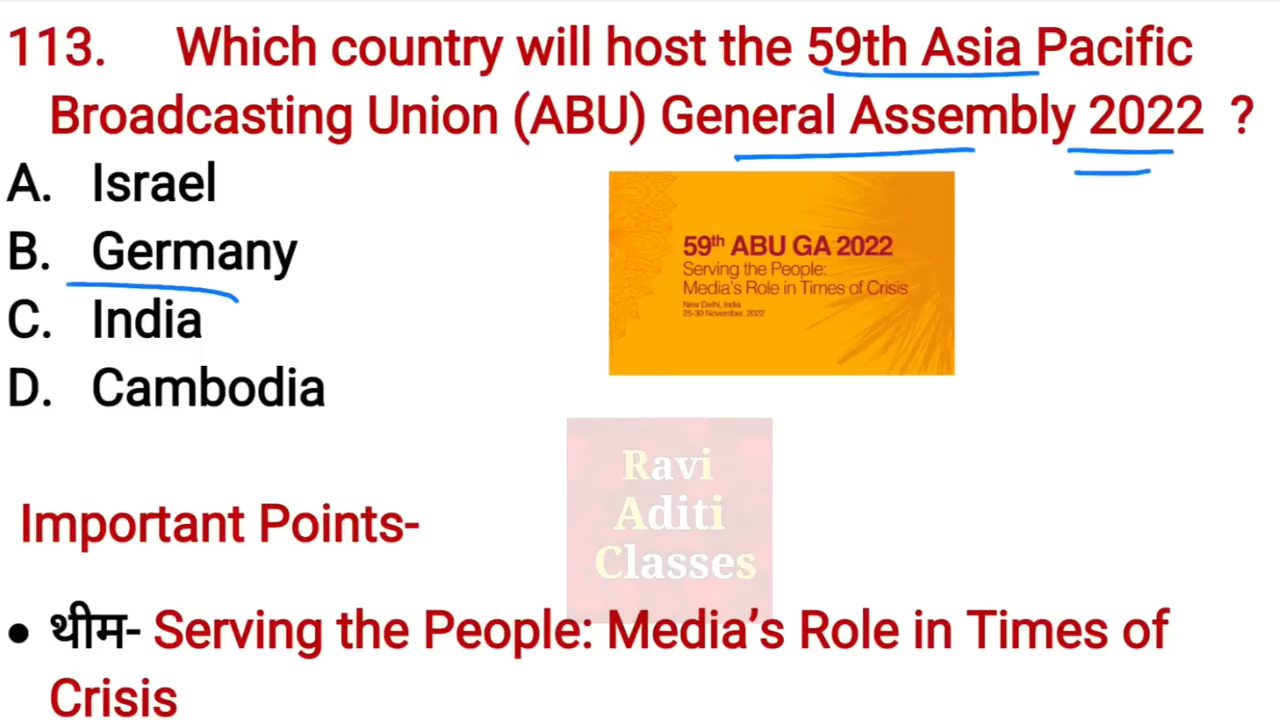 113. Which country will host the 59th Asia Pacific
Broadcasting Union (ABU) General Assembly 2022 ?
A. Israel
B. Germany
C. India
D. Cambodia
59th ABU GA 2022
Serving the People:
Media's Role in Times of Crisis
New Delhi, India
25-30 November, 2022
Ravi
Aditi
Classes
Important Points-
• थीम- Serving the People: Media's Role in Times of
Crisis